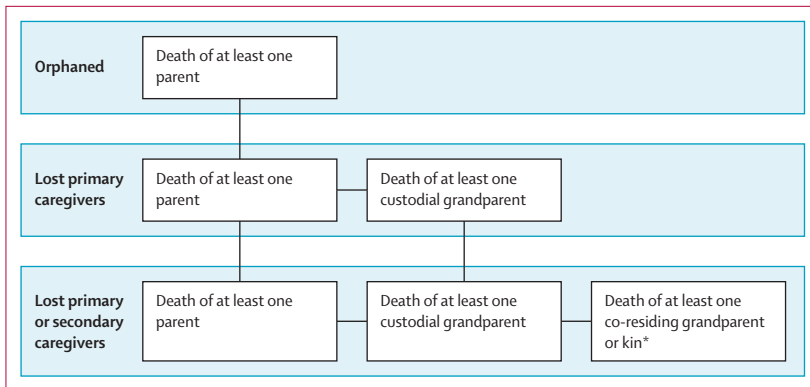 Orphaned
Death of at least one
parent
Lost primary
caregivers
Death of at least one
parent
Death of at least one
custodial grandparent
Lost primary
or secondary
caregivers
Death of at least one
parent
Death of at least one
custodial grandparent
Death of at least one
co-residing grandparent
or kin*